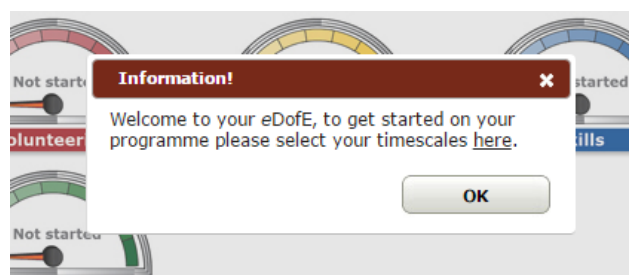 Not started
Information!
started
Welcome to your eDofE, to get started on your
programme please select your timescales here.
olunteer
ills
OK
Not started